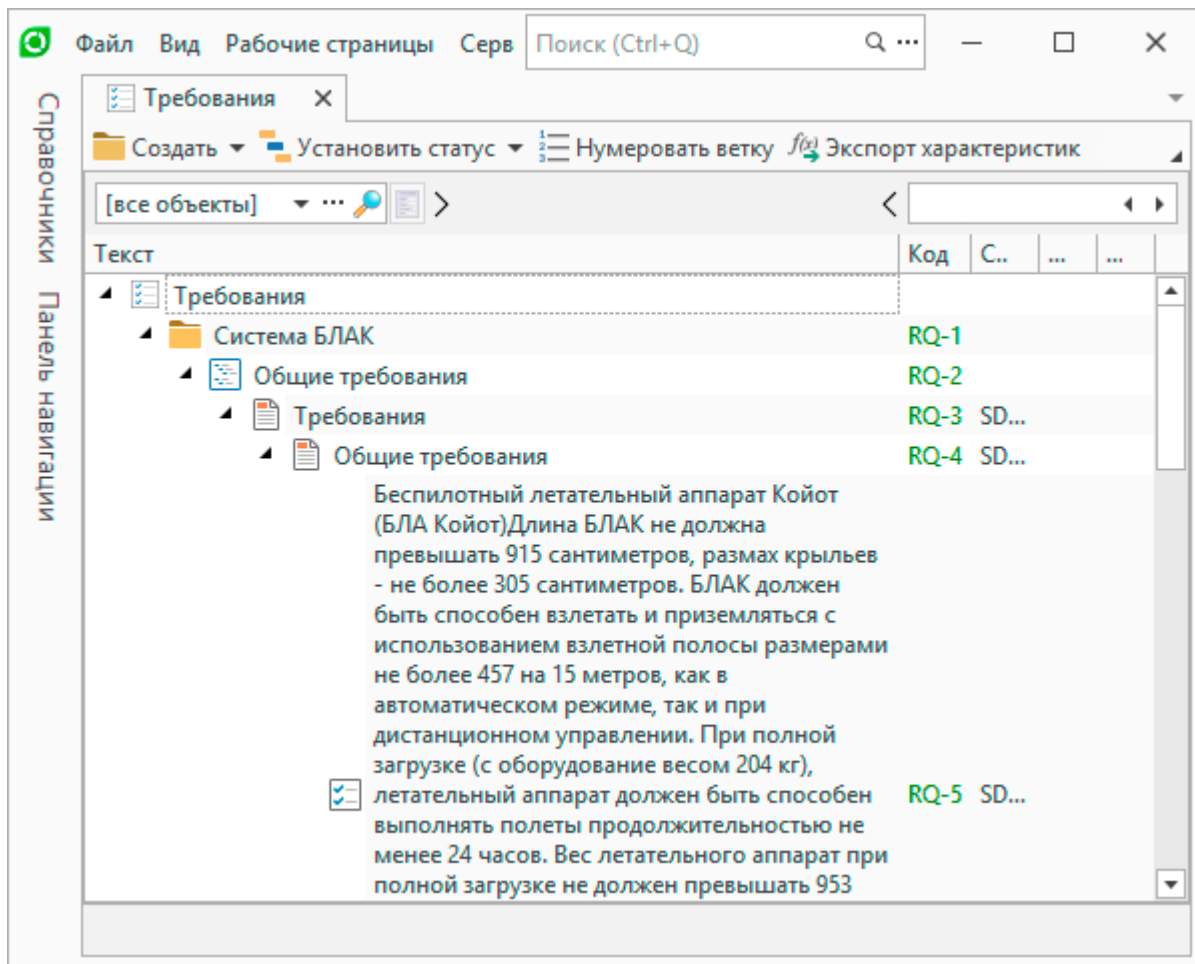 Файл Вид Рабочие страницы Серв Поиск (Ctrl+Q) ...
Справочники
Панель навигации
Требования
Создать Установить статус Нумеровать ветку f(x) Экспорт характеристик
[все объекты] ...
Текст Код С.. ... ...
Требования
Система БЛАК RQ-1
Общие требования RQ-2
Требования RQ-3 SD...
Общие требования RQ-4 SD...
Беспилотный летательный аппарат Койот
(БЛА Койот)Длина БЛАК не должна
превышать 915 сантиметров, размах крыльев
- не более 305 сантиметров. БЛАК должен
быть способен взлетать и приземляться с
использованием взлетной полосы размерами
не более 457 на 15 метров, как в
автоматическом режиме, так и при
дистанционном управлении. При полной
загрузке (с оборудование весом 204 кг),
летательный аппарат должен быть способен RQ-5 SD...
выполнять полеты продолжительностью не
менее 24 часов. Вес летательного аппарат при
полной загрузке не должен превышать 953